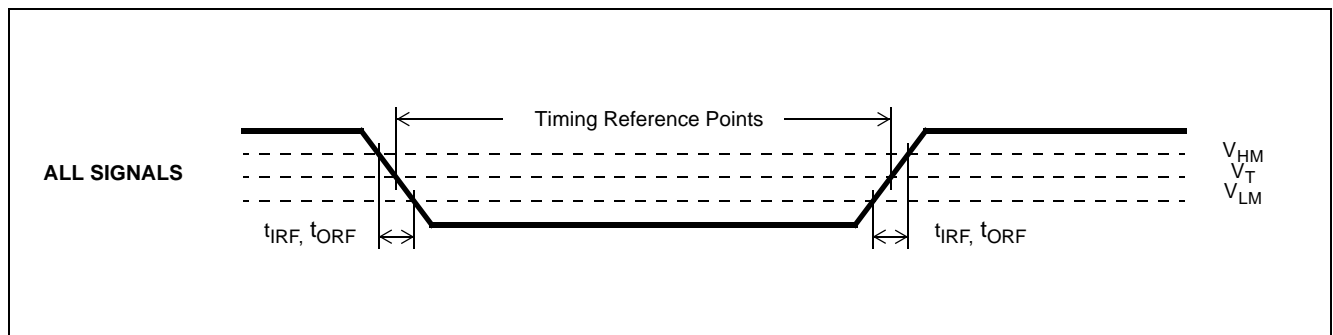 Timing Reference Points
V_HM
ALL SIGNALS
V_T
V_LM
t_IRF, t_ORF
t_IRF, t_ORF